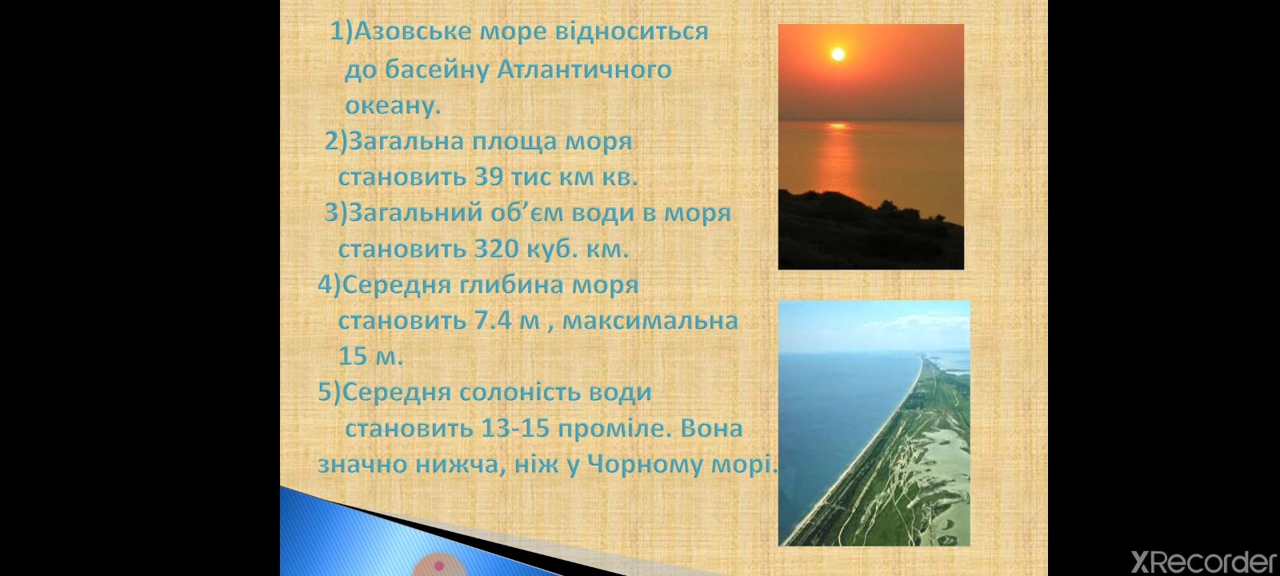 1)Азовське море відноситься
до басейну Атлантичного
океану.
2)Загальна площа моря
становить 39 тис км кв.
3)Загальний об’єм води в моря
становить 320 куб. км.
4)Середня глибина моря
становить 7.4 м , максимальна
15 м.
5)Середня солоність води
становить 13-15 проміле. Вона
значно нижча, ніж у Чорному морі.
XRecorder